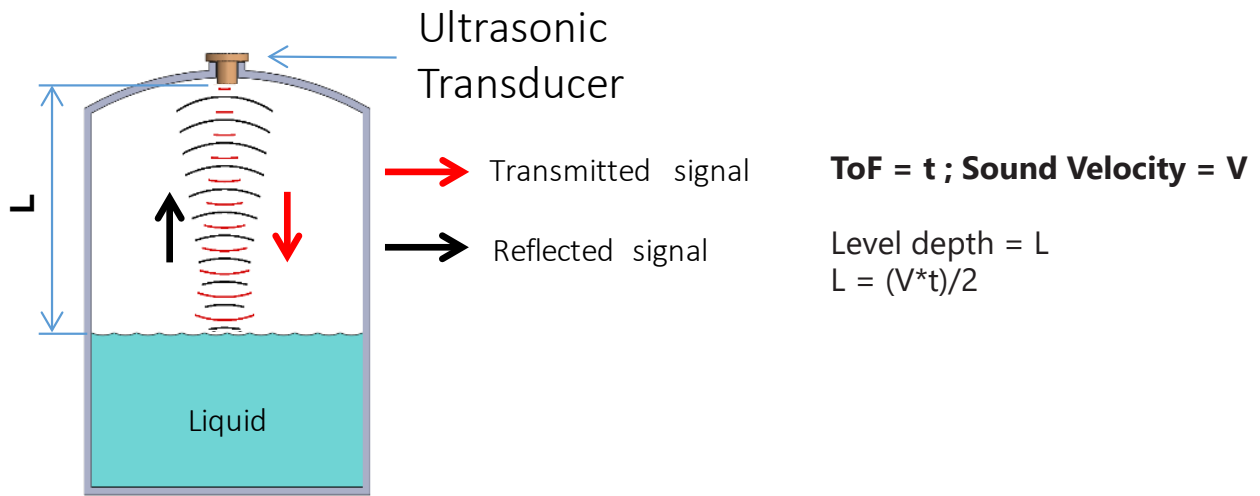 Ultrasonic
Transducer
L
Transmitted signal
Reflected signal
Liquid
ToF = t ; Sound Velocity = V
Level depth = L
L = (V*t)/2